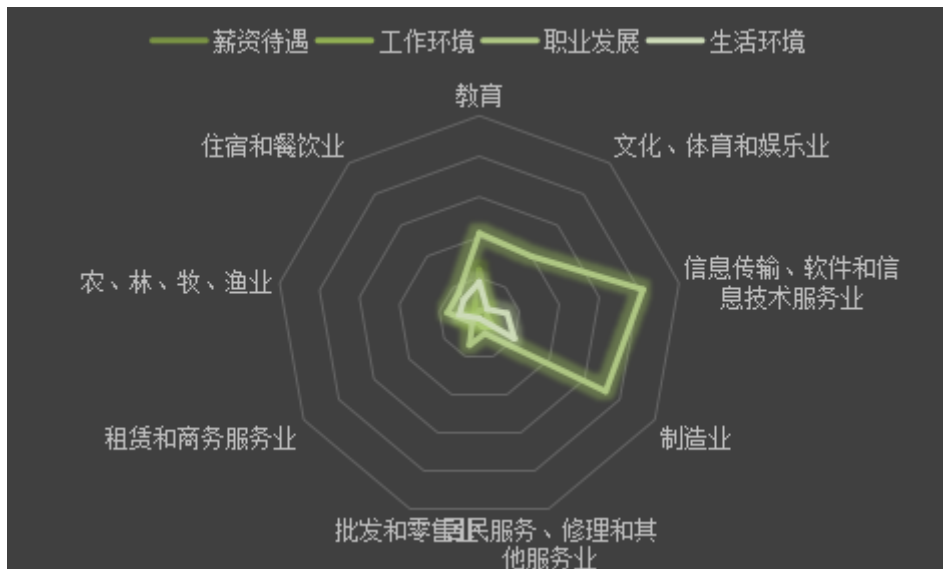 薪资待遇 工作环境 职业发展 生活环境
教育
住宿和餐饮业
文化、体育和娱乐业
农、林、牧、渔业
信息传输、软件和信
息技术服务业
租赁和商务服务业
制造业
批发和零售业
居民服务、修理和其
他服务业